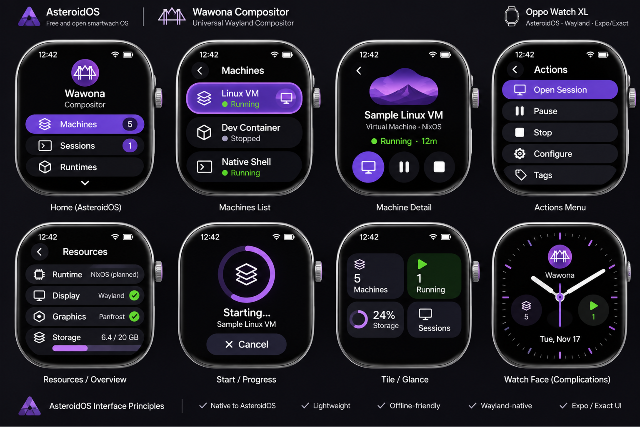 AsteroidOS
Free and open smartwach OS
Wawona Compositor
Universal Wayland Compositor
Oppo Watch XL
AsteroidOS · Wayland · Expo/Exact
12:42
Wawona
Compositor
Machines 5
Sessions 1
Runtimes
Home (AsteroidOS)
12:42
Machines
Linux VM
Running
Dev Container
Stopped
Native Shell
Running
Machines List
12:42
Sample Linux VM
Virtual Machine · NixOS
Running · 12m
Machine Detail
12:42
Actions
Open Session
Pause
Stop
Configure
Tags
Actions Menu
12:42
Resources
Runtime NixOS (planned)
Display Wayland
Graphics Panfrost
Storage 6.4 / 20 GB
Resources / Overview
12:42
Starting...
Sample Linux VM
Cancel
Start / Progress
12:42
5
Machines
1
Running
24%
Storage
Sessions
Tile / Glance
Wawona
5
1
Tue, Nov 17
Watch Face (Complications)
AsteroidOS Interface Principles
Native to AsteroidOS
Lightweight
Offline-friendly
Wayland-native
Expo / Exact UI